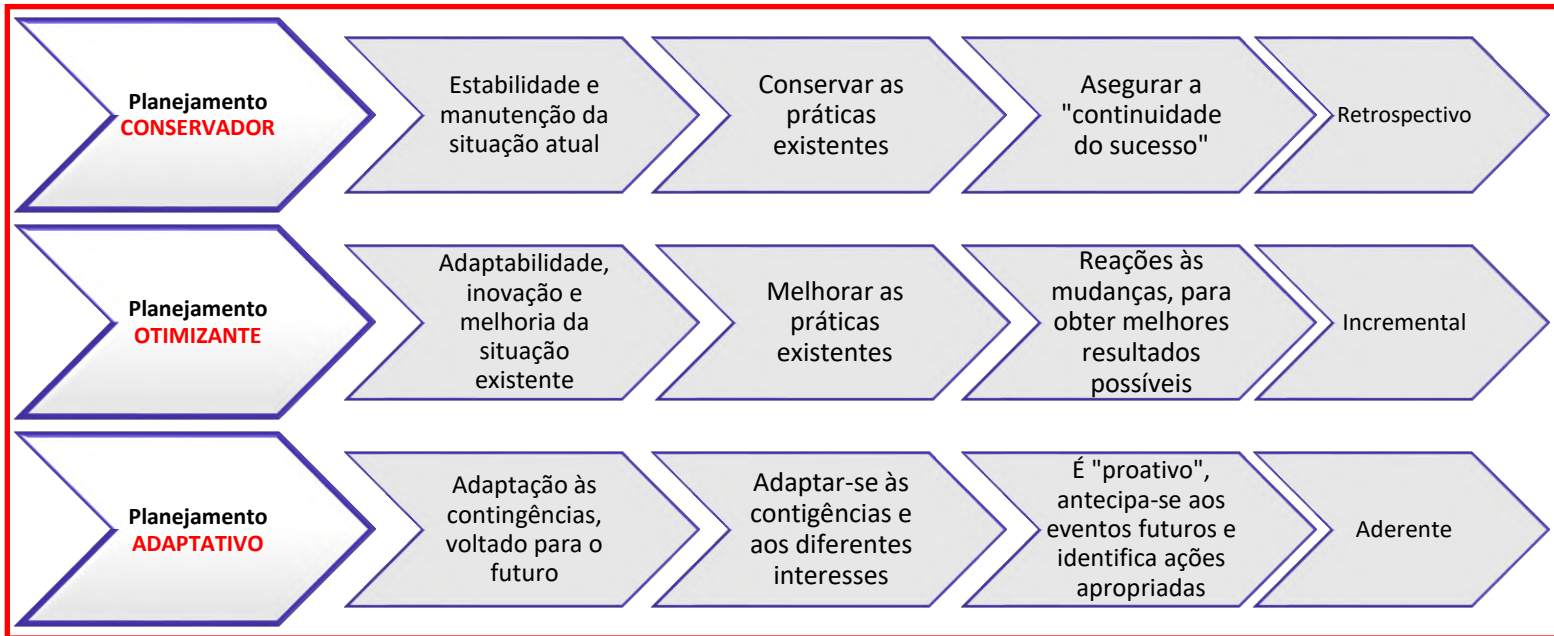 Planejamento
CONSERVADOR
Estabilidade e
manutenção da
situação atual
Conservar as
práticas
existentes
Asegurar a
"continuidade
do sucesso"
Retrospectivo
Planejamento
OTIMIZANTE
Adaptabilidade,
inovação e
melhoria da
situação
existente
Melhorar as
práticas
existentes
Reações às
mudanças, para
obter melhores
resultados
possíveis
Incremental
Planejamento
ADAPTATIVO
Adaptação às
contingências,
voltado para o
futuro
Adaptar-se às
contigências e
aos diferentes
interesses
É "proativo",
antecipa-se aos
eventos futuros e
identifica ações
apropriadas
Aderente